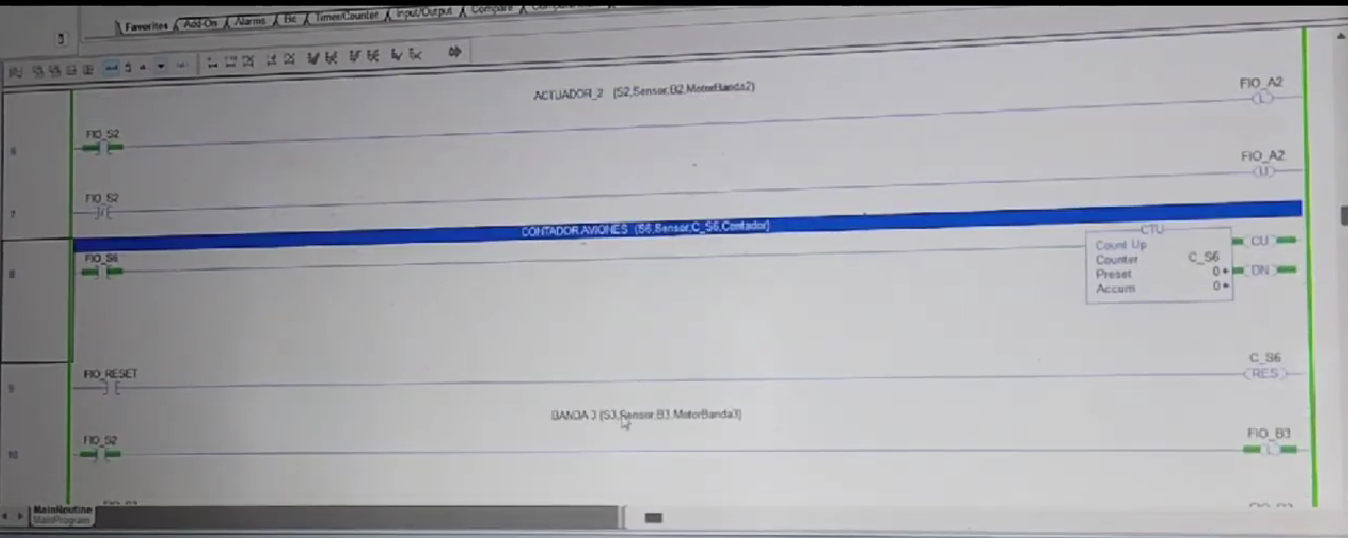 Favorites Add-On Alarms Bit Timer/Counter Input/Output Compare
ACTUADOR_2 (S2,Sensor,B2,MotorBanda2)
FIO_A2
L
FIO_S2
6
FIO_A2
U
FIO_S2
7
CONTADOR AVIONES (S6,Sensor,C_S6,Contador)
FIO_S6
8
CTU
Count Up
Counter C_S6
Preset 0
Accum 0
CU
DN
FIO_RESET
9
C_S6
RES
BANDA 3 (S3,Sensor,B3,MotorBanda3)
FIO_S2
10
FIO_B3
L
MainRoutine
MainProgram